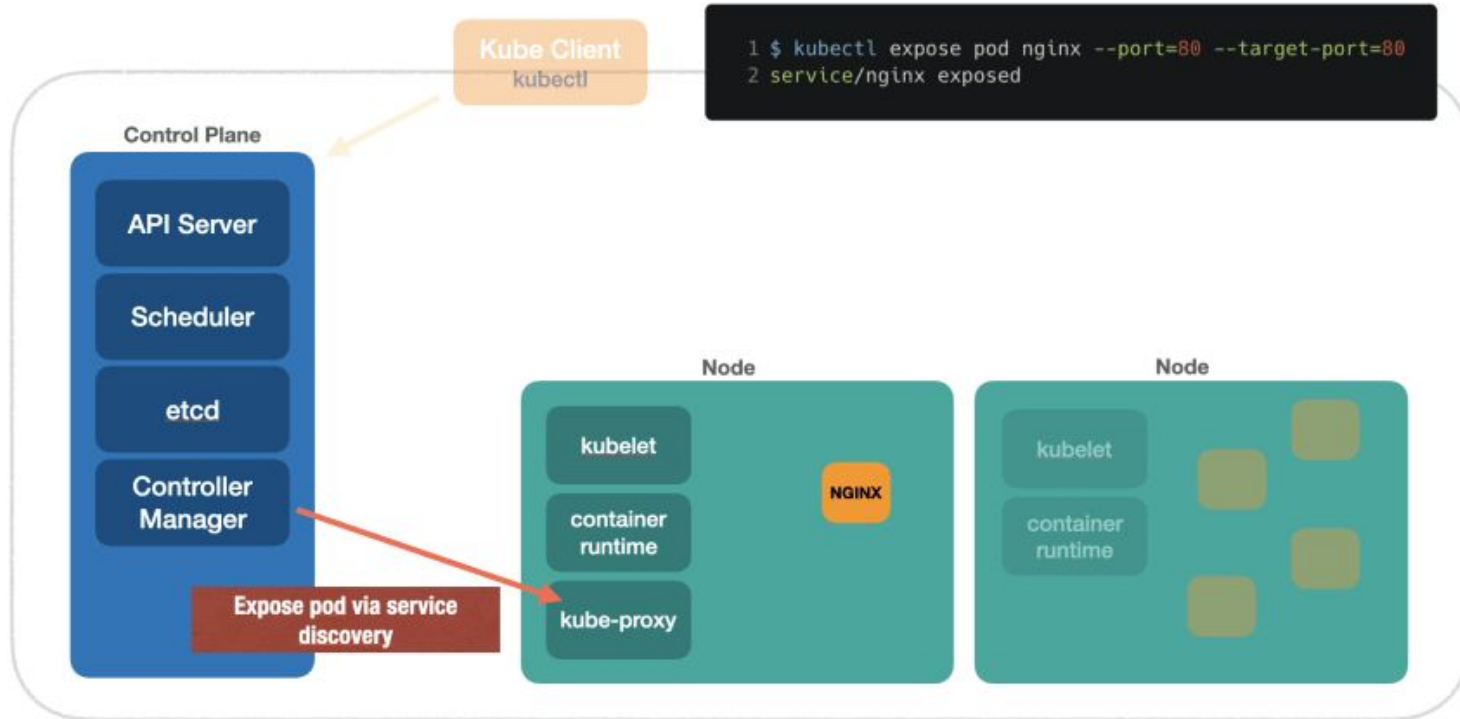 Kube Client
kubectl
1 $ kubectl expose pod nginx --port=80 --target-port=80
2 service/nginx exposed
Control Plane
API Server
Scheduler
etcd
Controller
Manager
Expose pod via service
discovery
Node
kubelet
container
runtime
kube-proxy
NGINX
Node
kubelet
container
runtime